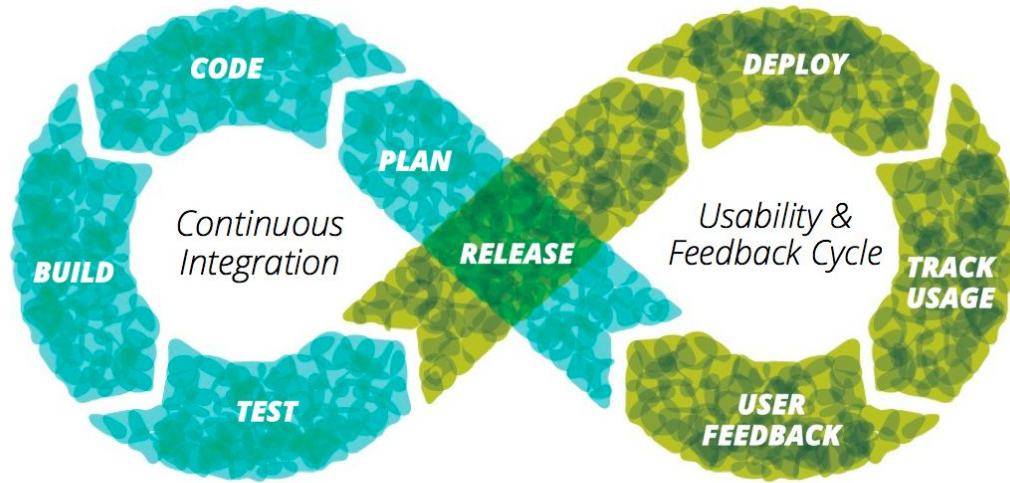 CODE
DEPLOY
PLAN
Continuous
Integration
Usability &
Feedback Cycle
RELEASE
BUILD
TRACK
USAGE
TEST
USER
FEEDBACK